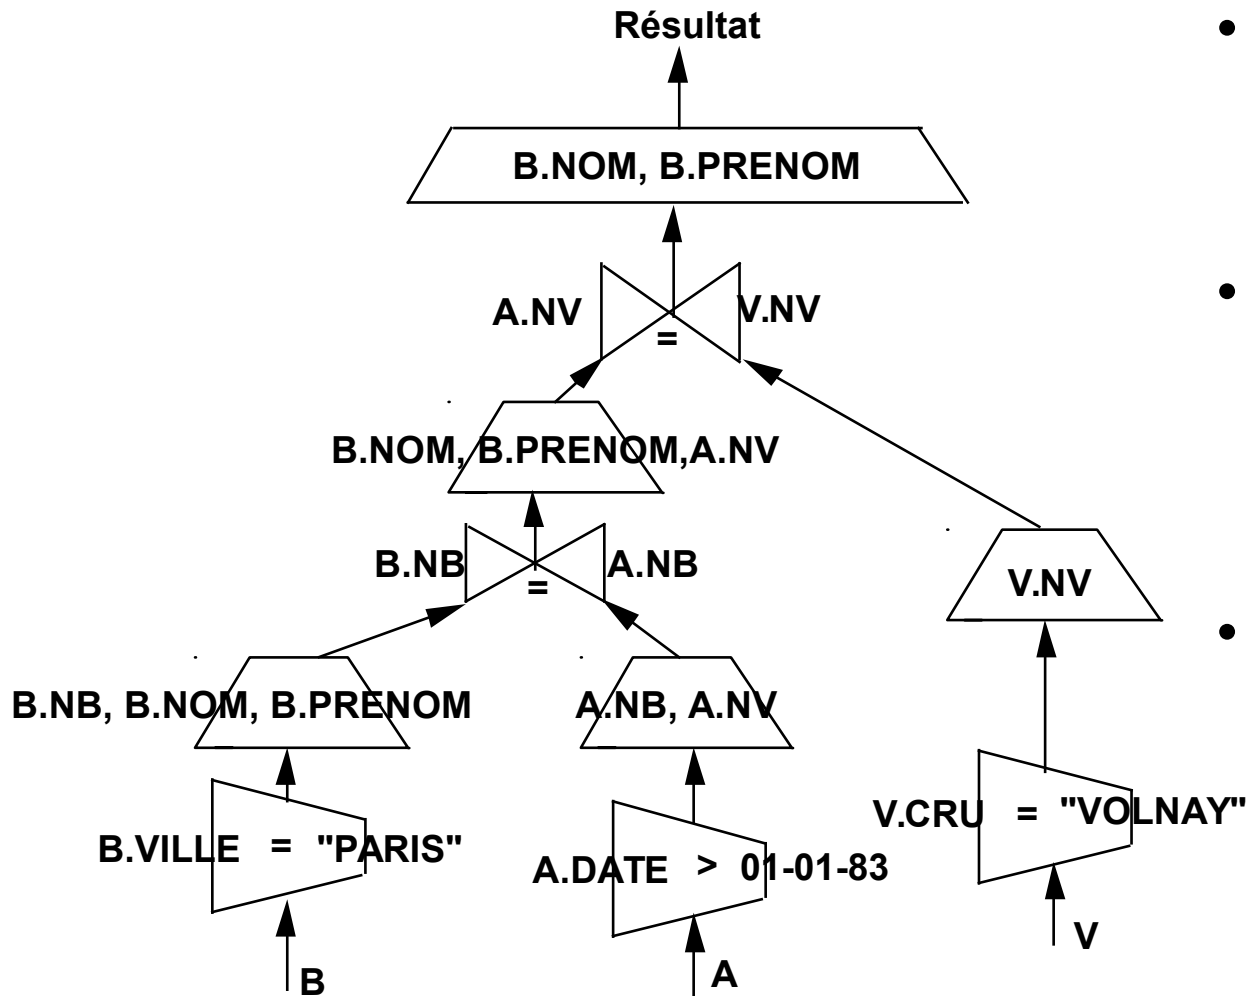 Résultat
B.NOM, B.PRENOM
A.NV = V.NV
B.NOM, B.PRENOM,A.NV
B.NB = A.NB
V.NV
B.NB, B.NOM, B.PRENOM
A.NB, A.NV
V.CRU = "VOLNAY"
B.VILLE = "PARIS"
A.DATE > 01-01-83
V
B
A